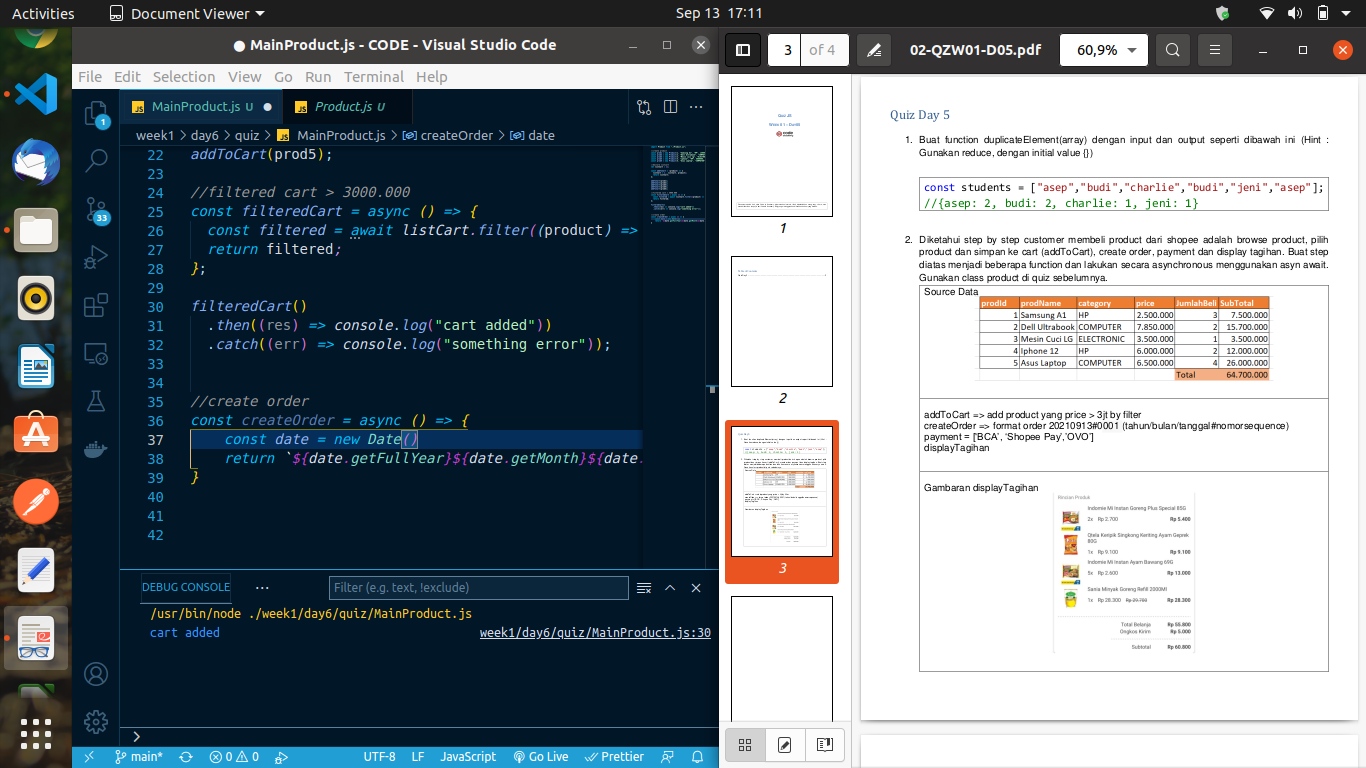 Activities
Document Viewer
Sep 13 17:11
● MainProduct.js - CODE - Visual Studio Code
File Edit Selection View Go Run Terminal Help
JS MainProduct.js U ●
JS Product.js U
week1 > day6 > quiz > JS MainProduct.js > createOrder > date
22 addToCart(prod5);
23
24 //filtered cart > 3000.000
25 const filteredCart = async () => {
26 const filtered = await listCart.filter((product) =>
27 return filtered;
28 };
29
30 filteredCart()
31 .then((res) => console.log("cart added"))
32 .catch((err) => console.log("something error"));
33
34
35 //create order
36 const createOrder = async () => {
37 const date = new Date()
38 return `${date.getFullYear}${date.getMonth}${date.
39 }
40
41
42
1
33
DEBUG CONSOLE
Filter (e.g. text, !exclude)
/usr/bin/node ./week1/day6/quiz/MainProduct.js
cart added week1/day6/quiz/MainProduct.js:30
main* 0 0 UTF-8 LF JavaScript Go Live Prettier
3 of 4
02-QZW01-D05.pdf
60,9%
1
2
3
Quiz Day 5
1. Buat function duplicateElement(array) dengan input dan output seperti dibawah ini (Hint :
Gunakan reduce, dengan initial value {})
const students = ["asep","budi","charlie","budi","jeni","asep"];
//{asep: 2, budi: 2, charlie: 1, jeni: 1}
2. Diketahui step by step customer membeli product dari shopee adalah browse product, pilih
product dan simpan ke cart (addToCart), create order, payment dan display tagihan. Buat step
diatas menjadi beberapa function dan lakukan secara asynchronous menggunakan asyn await.
Gunakan class product di quiz sebelumnya.
Source Data
prodId prodName category price JumlahBeli SubTotal
1 Samsung A1 HP 2.500.000 3 7.500.000
2 Dell Ultrabook COMPUTER 7.850.000 2 15.700.000
3 Mesin Cuci LG ELECTRONIC 3.500.000 1 3.500.000
4 Iphone 12 HP 6.000.000 2 12.000.000
5 Asus Laptop COMPUTER 6.500.000 4 26.000.000
Total 64.700.000
addToCart => add product yang price > 3jt by filter
createOrder => format order 20210913#0001 (tahun/bulan/tanggal#nomorsequence)
payment = ['BCA', 'Shopee Pay','OVO']
displayTagihan
Gambaran displayTagihan
Rincian Produk
Indomie Mi Instan Goreng Plus Special 85G
2x Rp 2.700 Rp 5.400
Qtela Keripik Singkong Keriting Ayam Geprek
80G
1x Rp 9.100 Rp 9.100
Indomie Mi Instan Ayam Bawang 69G
5x Rp 2.600 Rp 13.000
Sania Minyak Goreng Refill 2000Ml
1x Rp 28.300 Rp 29.700 Rp 28.300
Total Belanja Rp 55.800
Ongkos Kirim Rp 5.000
Subtotal Rp 60.800